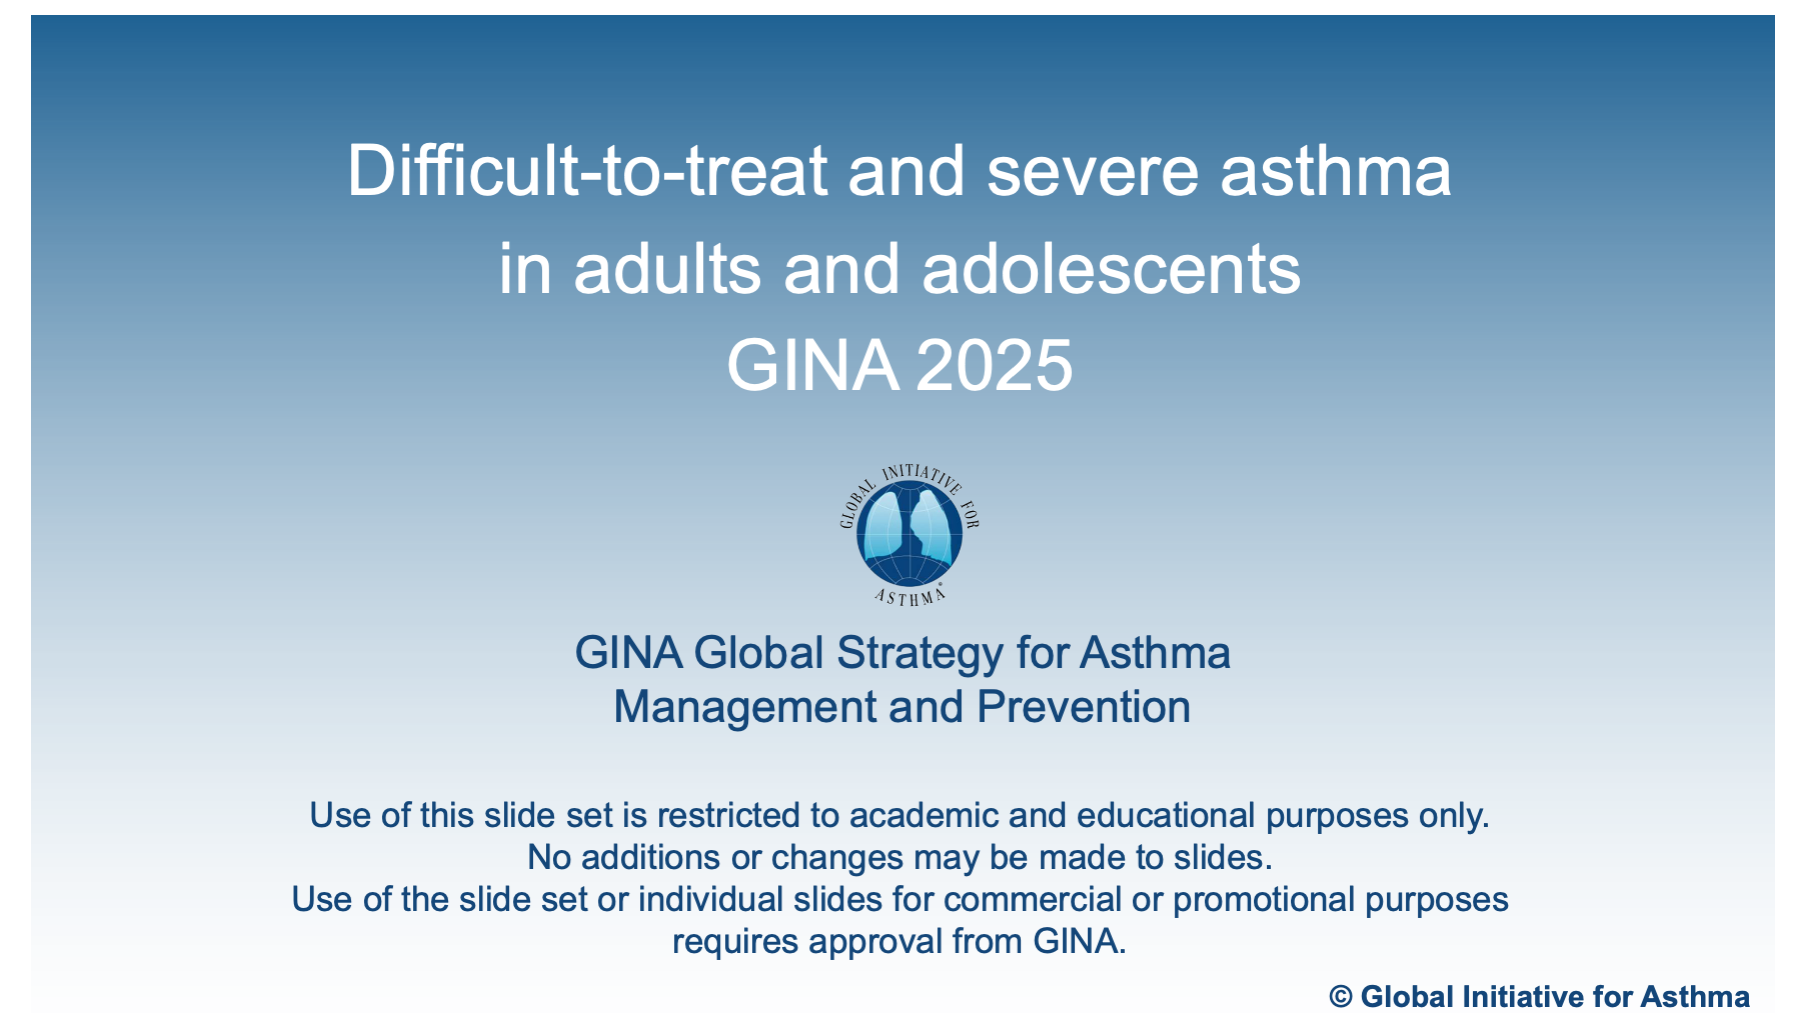 Difficult-to-treat and severe asthma
in adults and adolescents
GINA 2025
GLOBAL INITIATIVE FOR
ASTHMA®
GINA Global Strategy for Asthma
Management and Prevention
Use of this slide set is restricted to academic and educational purposes only.
No additions or changes may be made to slides.
Use of the slide set or individual slides for commercial or promotional purposes
requires approval from GINA.
© Global Initiative for Asthma